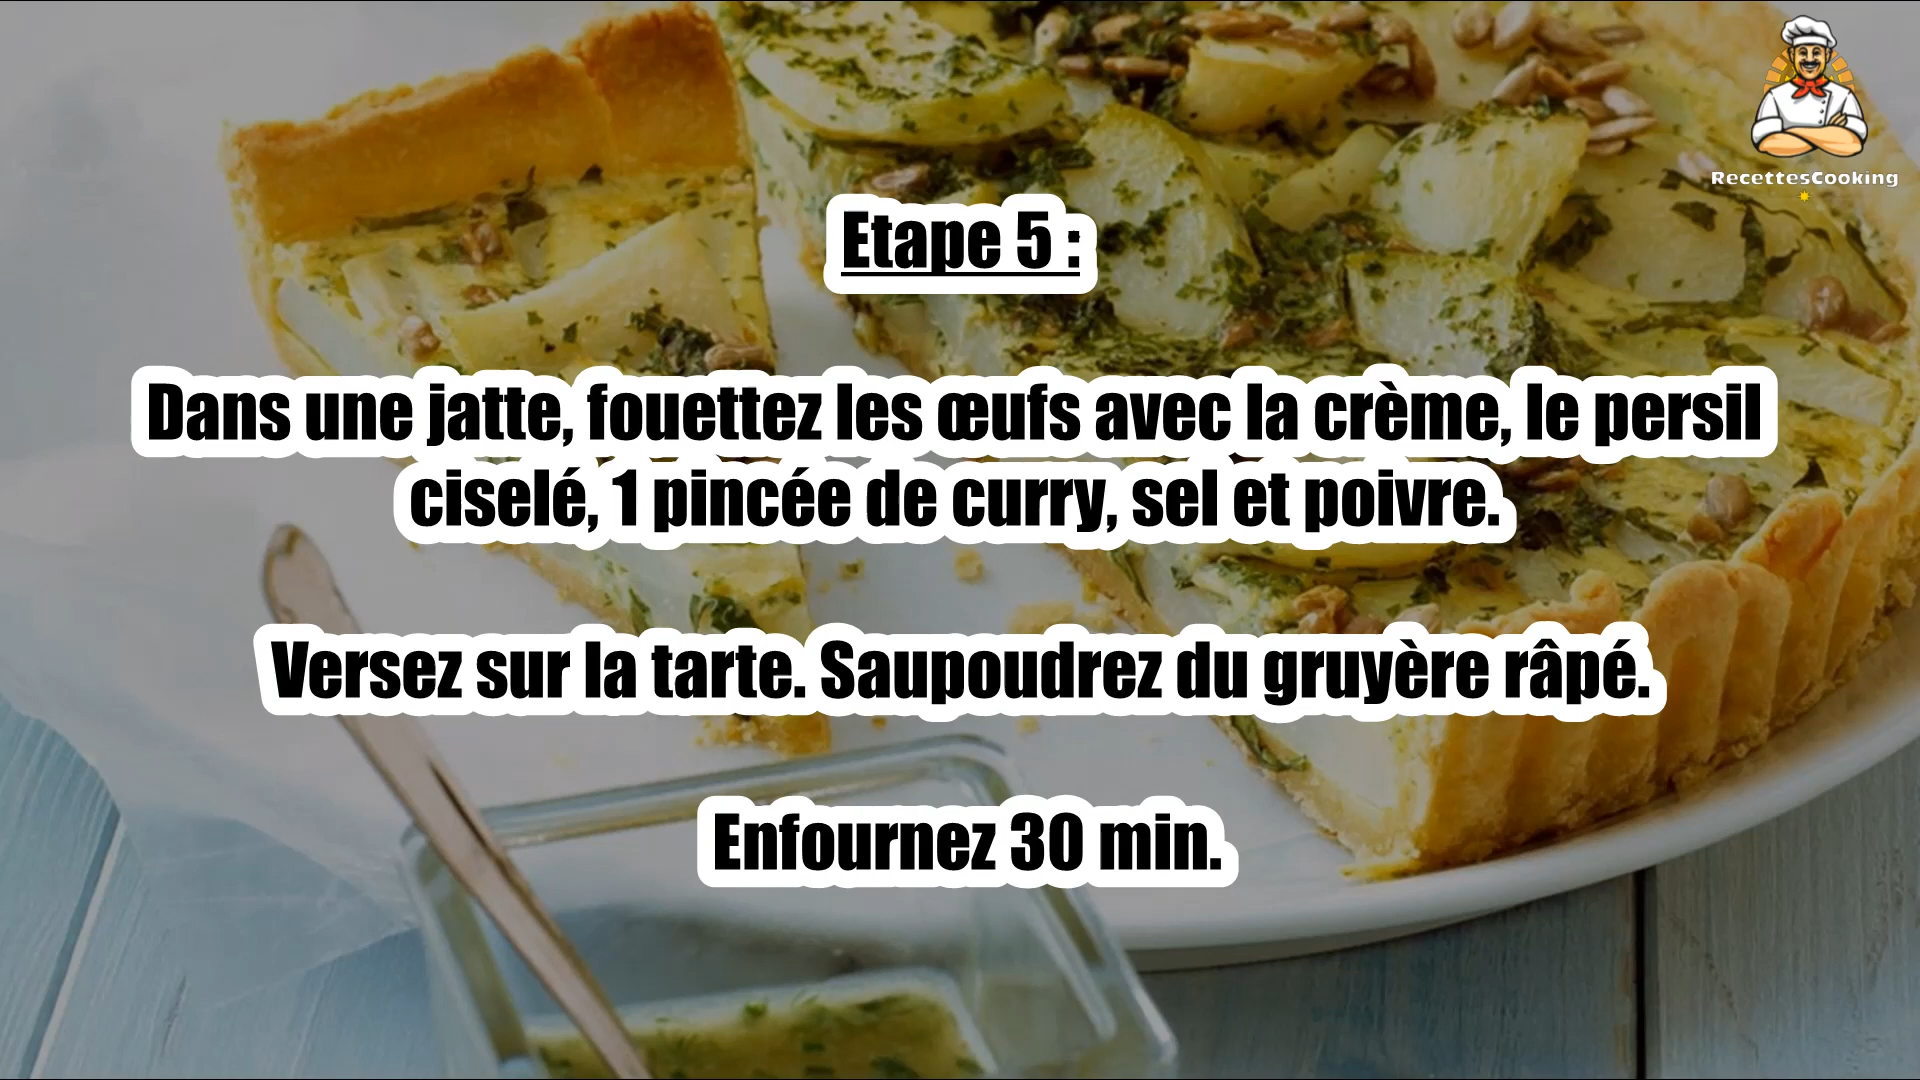 RecettesCooking
Etape 5 :
Dans une jatte, fouettez les œufs avec la crème, le persil
ciselé, 1 pincée de curry, sel et poivre.
Versez sur la tarte. Saupoudrez du gruyère râpé.
Enfournez 30 min.